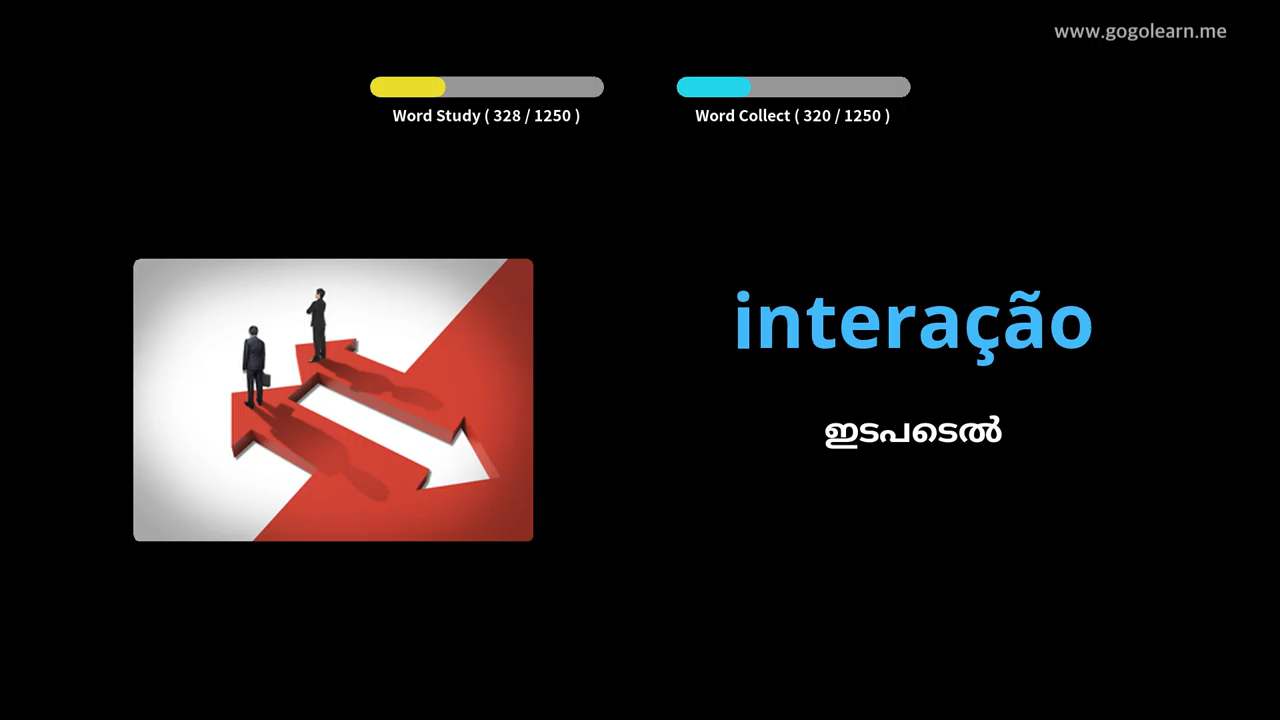 www.gogolearn.me
Word Study ( 328 / 1250 )
Word Collect ( 320 / 1250 )
interação
ഇടപടെൽ